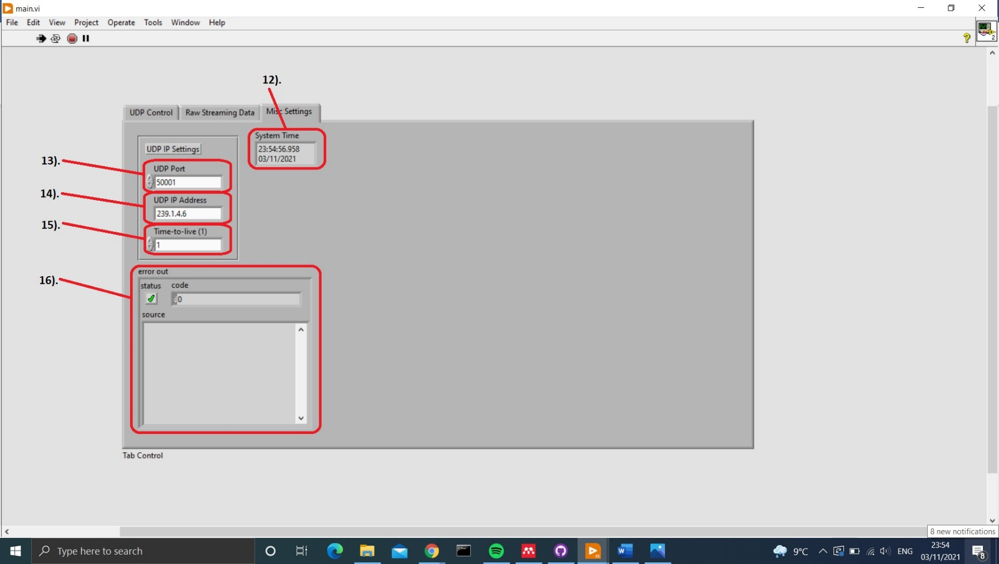 main.vi
File Edit View Project Operate Tools Window Help
2
12).
UDP Control Raw Streaming Data Misc Settings
System Time
23:54:56.958
03/11/2021
UDP IP Settings
13).
UDP Port
50001
14).
UDP IP Address
239.1.4.6
15).
Time-to-live (1)
1
16).
error out
status code
0
source
Tab Control
8 new notifications
Type here to search
21
W
9°C
ENG
23:54
03/11/2021
8